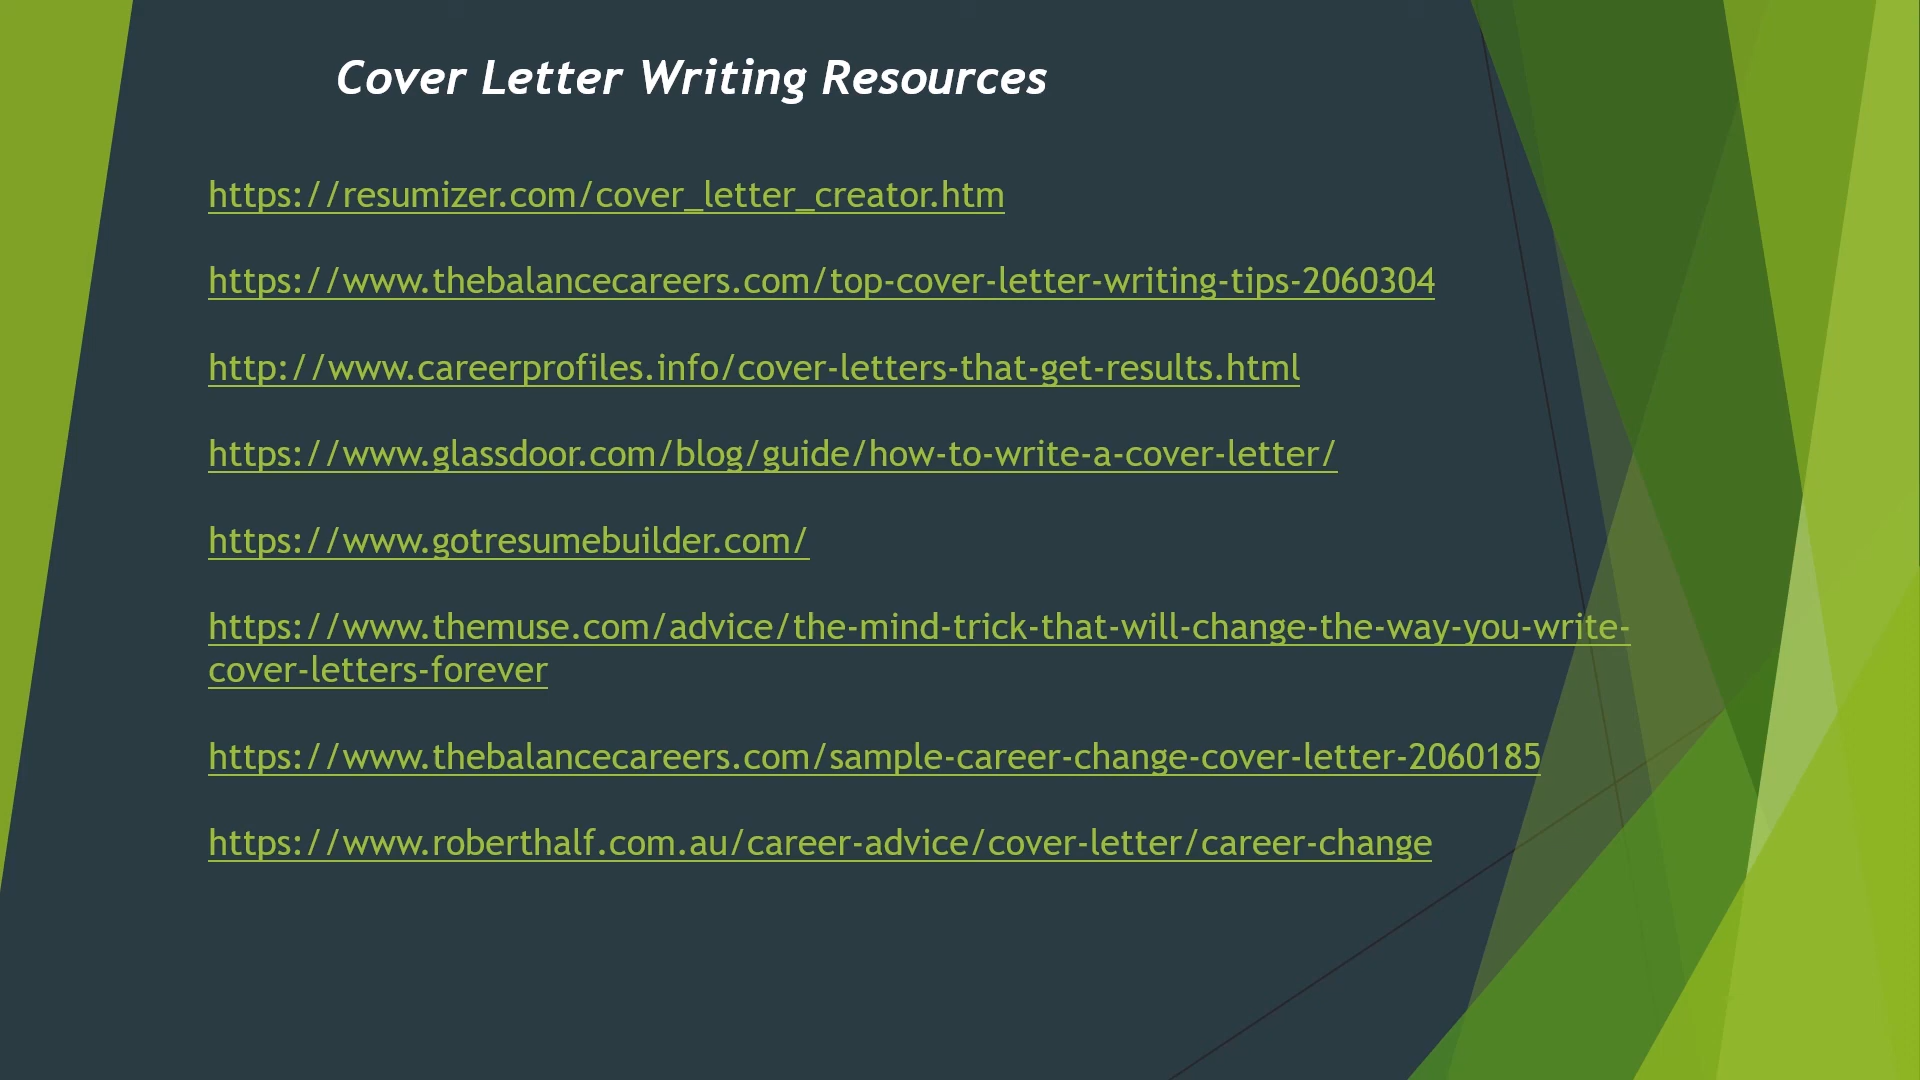 Cover Letter Writing Resources
https://resumizer.com/cover_letter_creator.htm
https://www.thebalancecareers.com/top-cover-letter-writing-tips-2060304
http://www.careerprofiles.info/cover-letters-that-get-results.html
https://www.glassdoor.com/blog/guide/how-to-write-a-cover-letter/
https://www.gotresumebuilder.com/
https://www.themuse.com/advice/the-mind-trick-that-will-change-the-way-you-write-
cover-letters-forever
https://www.thebalancecareers.com/sample-career-change-cover-letter-2060185
https://www.roberthalf.com.au/career-advice/cover-letter/career-change